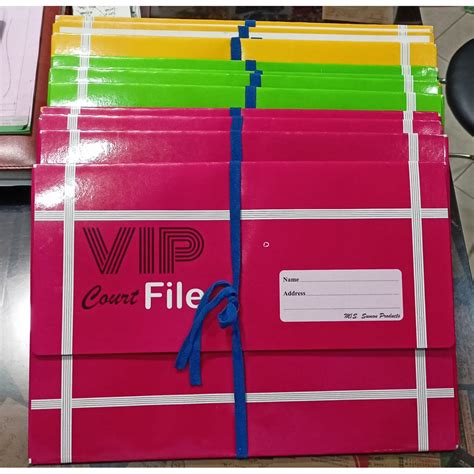 VIP
Court File
Name
Address
M/S. Suman Products